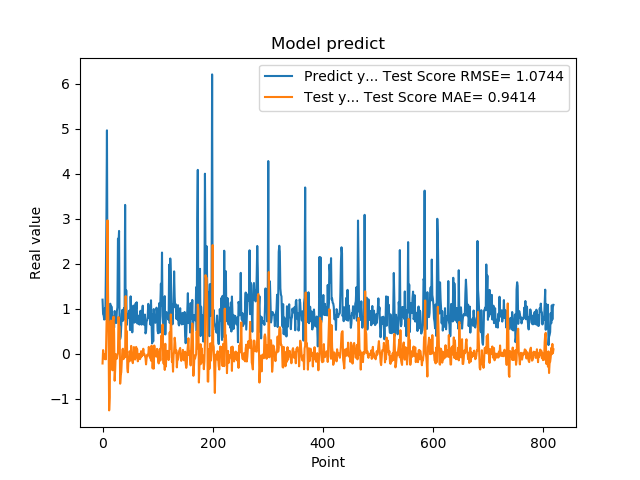 Model predict
Predict y... Test Score RMSE= 1.0744
Test y... Test Score MAE= 0.9414
6
5
4
3
2
1
0
−1
Real value
0 200 400 600 800
Point